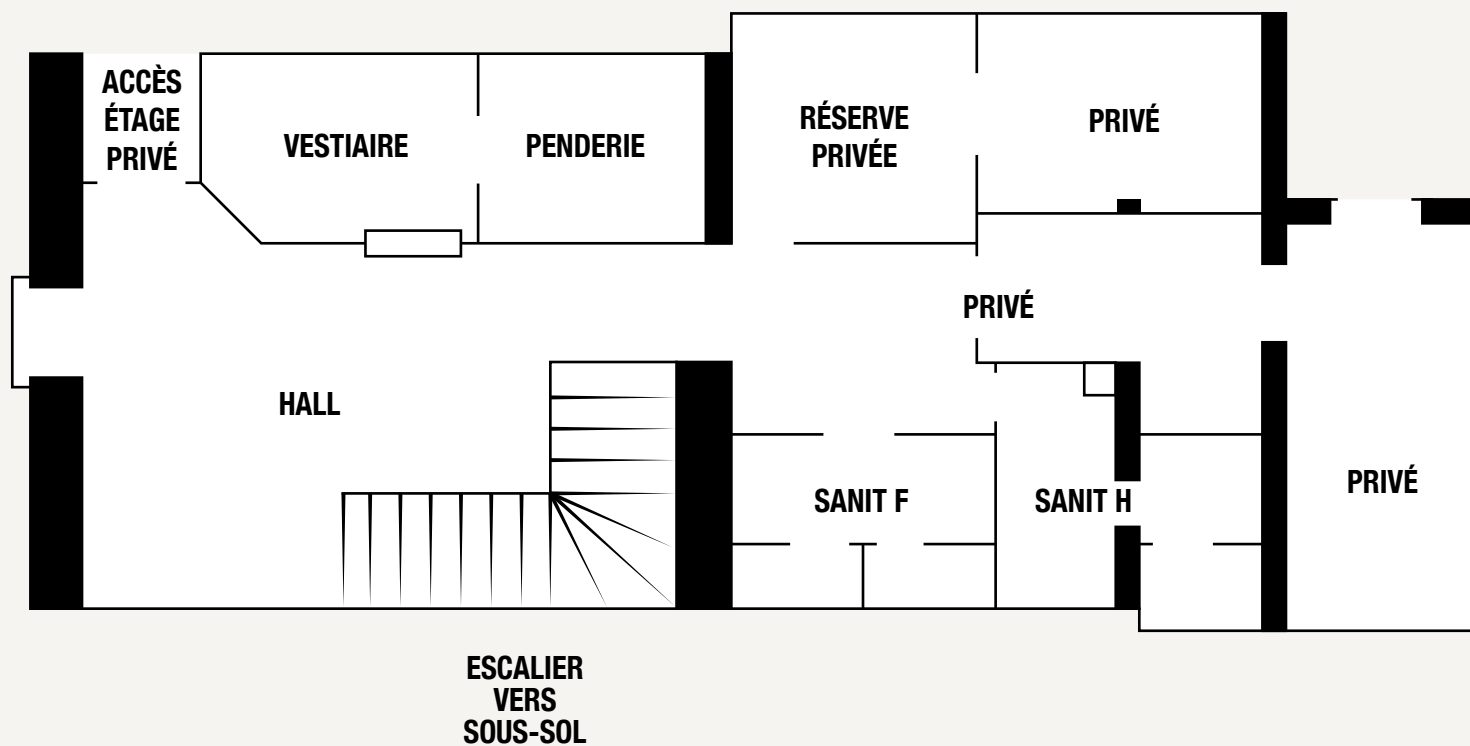 ACCÈS
ÉTAGE
PRIVÉ
VESTIAIRE
PENDERIE
RÉSERVE
PRIVÉE
PRIVÉ
PRIVÉ
HALL
SANIT F
SANIT H
PRIVÉ
ESCALIER
VERS
SOUS-SOL